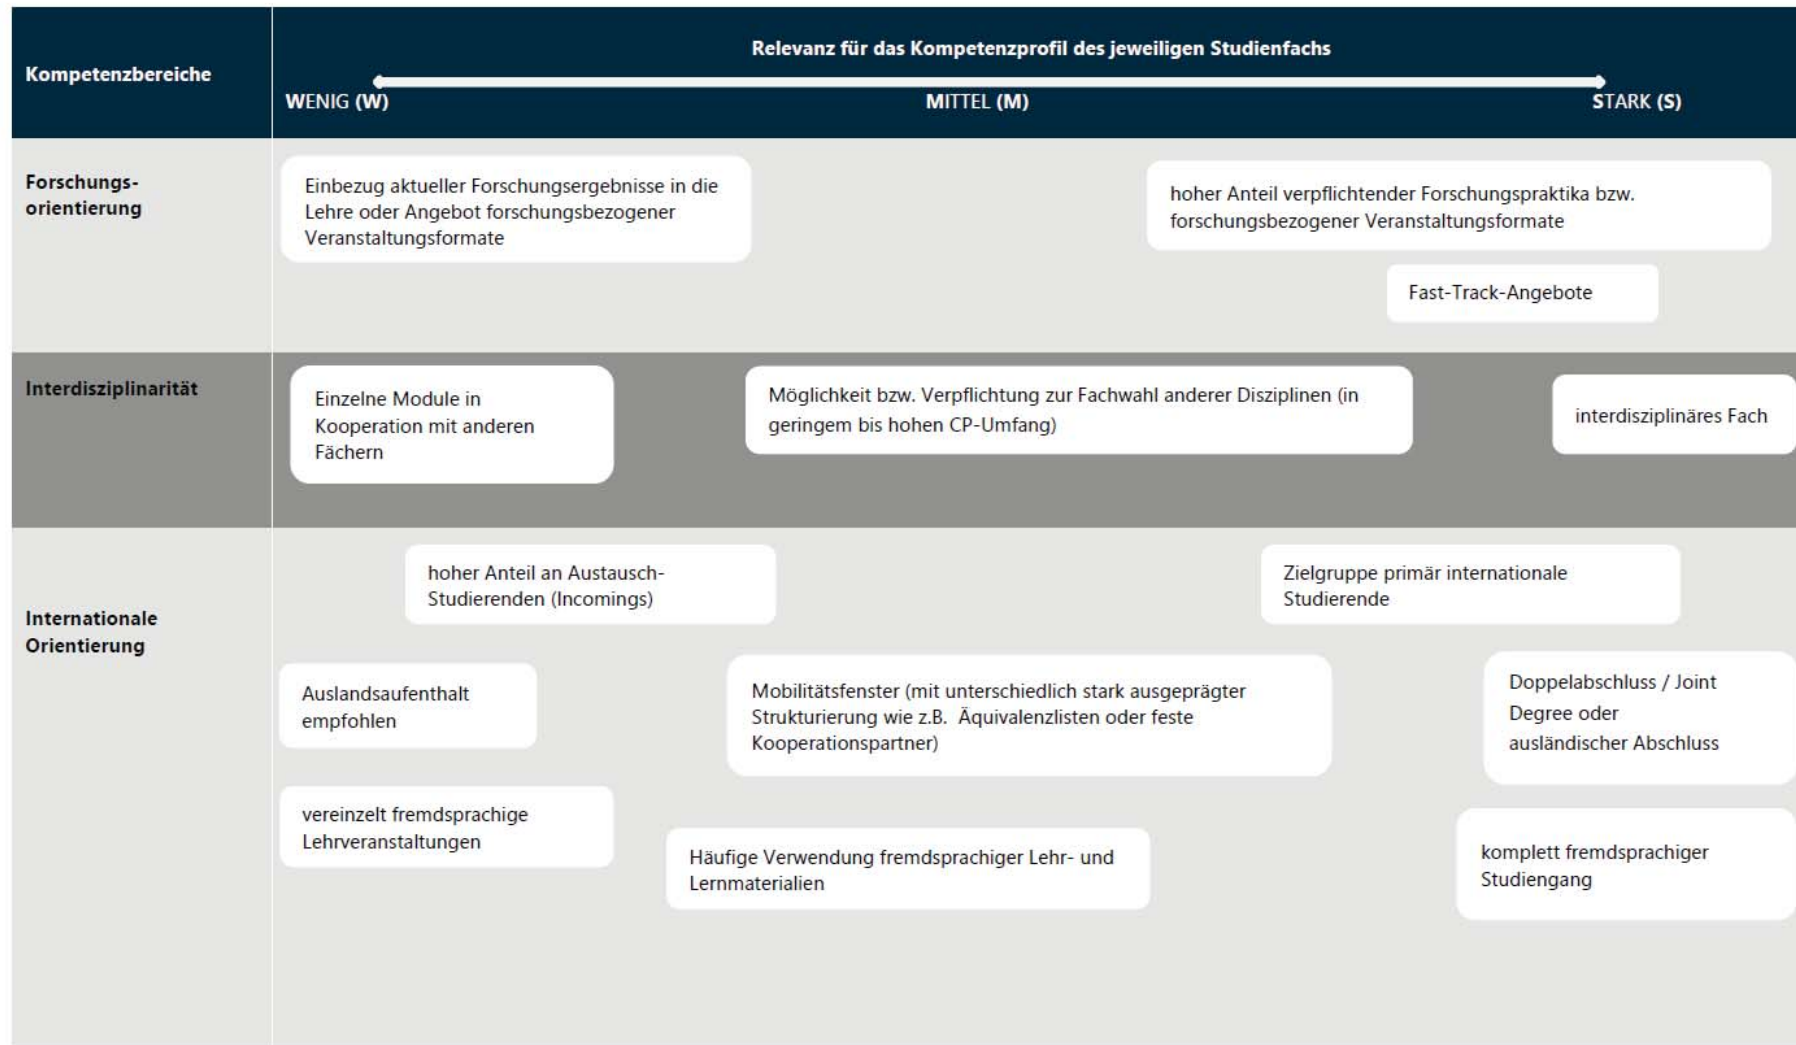 Relevanz für das Kompetenzprofil des jeweiligen Studienfachs
Kompetenzbereiche
WENIG (W)
MITTEL (M)
STARK (S)
Forschungs-
orientierung
Einbezug aktueller Forschungsergebnisse in die
Lehre oder Angebot forschungsbezogener
Veranstaltungsformate
hoher Anteil verpflichtender Forschungspraktika bzw.
forschungsbezogener Veranstaltungsformate
Fast-Track-Angebote
Interdisziplinarität
Einzelne Module in
Kooperation mit anderen
Fächern
Möglichkeit bzw. Verpflichtung zur Fachwahl anderer Disziplinen (in
geringem bis hohen CP-Umfang)
interdisziplinäres Fach
Internationale
Orientierung
hoher Anteil an Austausch-
Studierenden (Incomings)
Zielgruppe primär internationale
Studierende
Auslandsaufenthalt
empfohlen
Mobilitätsfenster (mit unterschiedlich stark ausgeprägter
Strukturierung wie z.B. Äquivalenzlisten oder feste
Kooperationspartner)
Doppelabschluss / Joint
Degree oder
ausländischer Abschluss
vereinzelt fremdsprachige
Lehrveranstaltungen
Häufige Verwendung fremdsprachiger Lehr- und
Lernmaterialien
komplett fremdsprachiger
Studiengang